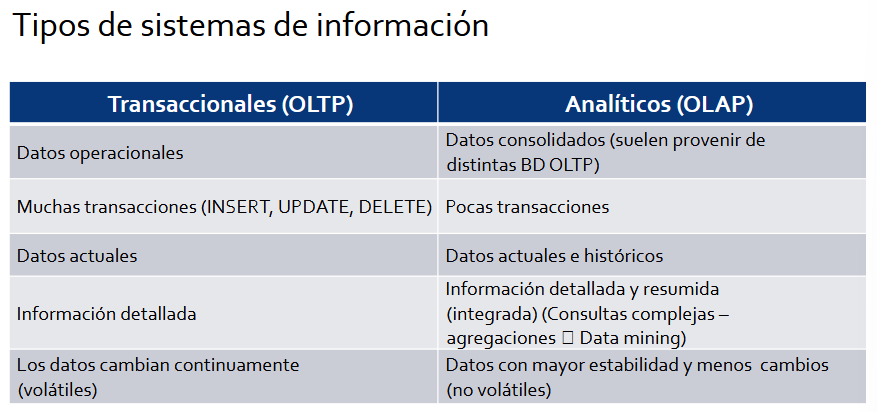 Tipos de sistemas de información
Transaccionales (OLTP)
Analíticos (OLAP)
Datos operacionales
Datos consolidados (suelen provenir de
distintas BD OLTP)
Muchas transacciones (INSERT, UPDATE, DELETE)
Pocas transacciones
Datos actuales
Datos actuales e históricos
Información detallada
Información detallada y resumida
(integrada) (Consultas complejas –
agregaciones □ Data mining)
Los datos cambian continuamente
(volátiles)
Datos con mayor estabilidad y menos cambios
(no volátiles)